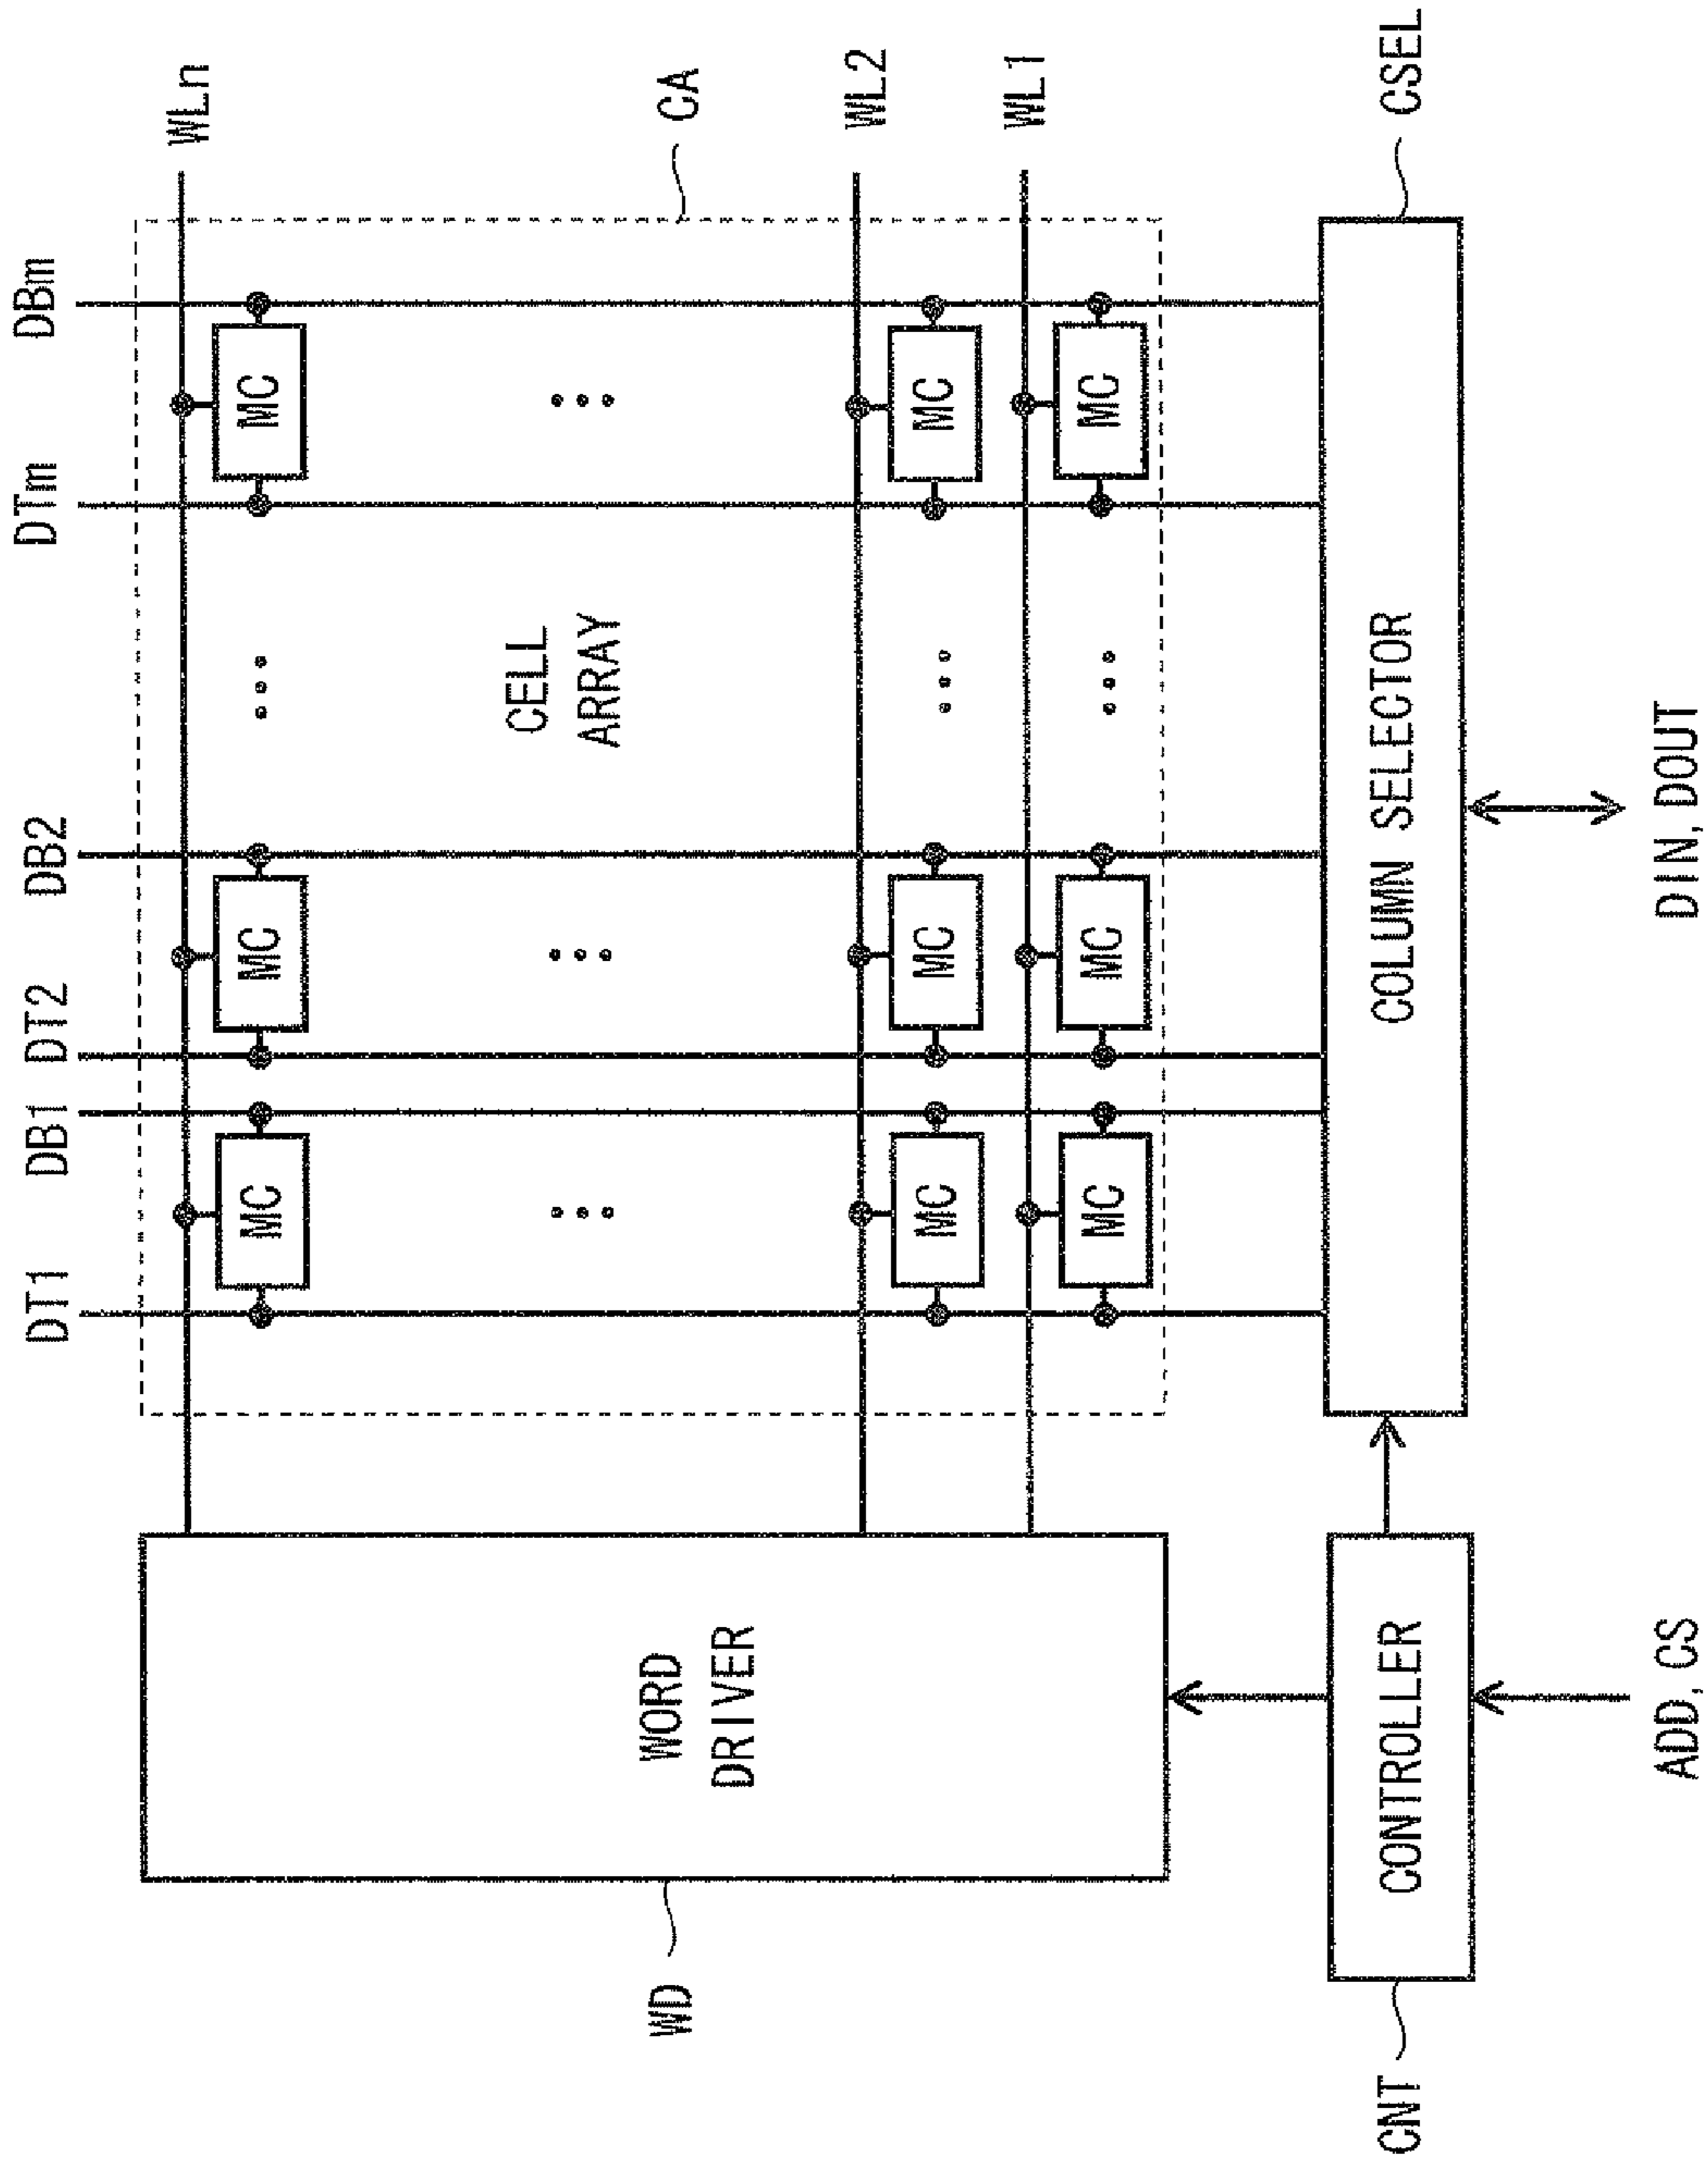 DT1 DB1 DT2 DB2 DTm DBm
WLn
MC MC MC
CELL
ARRAY
WD
WORD
DRIVER
CA
WL2
MC MC MC
WL1
MC MC MC
CNT
CONTROLLER
COLUMN SELECTOR
CSEL
ADD, CS
DIN, DOUT